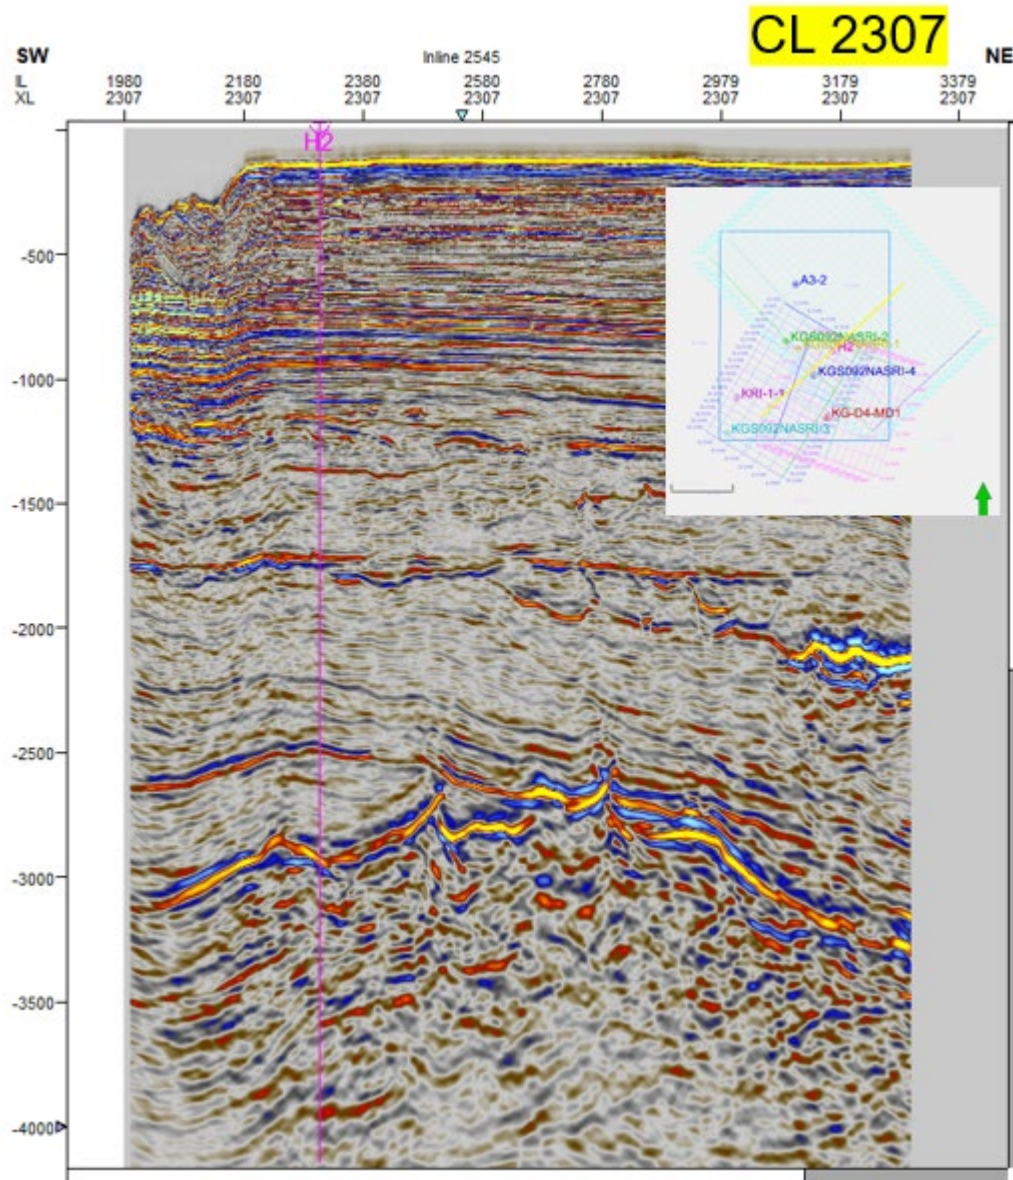 CL 2307
SW
Inline 2545
NE
IL 1980 2180 2380 2580 2780 2979 3179 3379
XL 2307 2307 2307 2307 2307 2307 2307 2307
H2
-500
-1000
-1500
-2000
-2500
-3000
-3500
-4000
A3-2
KGS092NASRI-2
H2
KGS092NASRI-4
KRI-1-1
KG-D4-MD1
KGS092NASRI-3